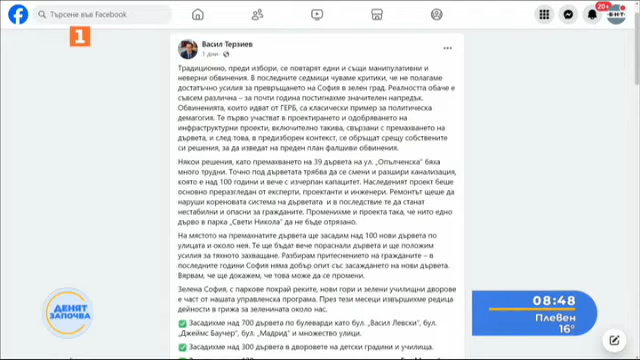 Търсене във Facebook
20+
БНТ
1
Васил Терзиев
1 дни ·
Традиционно, преди избори, се повтарят едни и същи манипулативни и
неверни обвинения. В последните седмици чуваме критики, че не полагаме
достатъчно усилия за превръщането на София в зелен град. Реалността обаче е
съвсем различна – за почти година постигнахме значителен напредък.
Обвиненията, които идват от ГЕРБ, са класически пример за политическа
демагогия. Те първо участват в проектирането и одобряването на
инфраструктурни проекти, включително такива, свързани с премахването на
дървета, и след това, в предизборен контекст, се обръщат срещу собствените
си решения, за да изведат на преден план фалшиви обвинения.
Някои решения, като премахването на 39 дървета на ул. „Опълченска“ бяха
много трудни. Точно под дърветата трябва да се смени и разшири канализация,
която е над 100 години и вече с изчерпан капацитет. Наследеният проект беше
основно преразгледан от експерти, проектанти и инженери. Ремонтът щеше да
наруши кореновата система на дърветата и в последствие те да станат
нестабилни и опасни за гражданите. Променихме и проекта така, че нито едно
дърво в парка „Свети Никола“ да не бъде отрязано.
На мястото на премахнатите дървета ще засадим над 100 нови дървета по
улицата и около нея. Те ще бъдат вече пораснали дървета и ще положим
усилия за тяхното захващане. Разбирам притеснението на гражданите – в
последните години София няма добър опит със засаждането на нови дървета.
Вярвам, че ще докажем, че това може да се промени.
Зелена София, с паркове покрай реките, нови гори и зелени училищни дворове
е част от нашата управленска програма. През тези месеци извършихме редица
дейности в грижа за зеленината около нас.
✅ Засадихме над 700 дървета по булеварди като бул. „Васил Левски“, бул.
„Джеймс Баучер“, бул. „Мадрид“ и множество улици.
✅ Засадихме над 300 дървета в дворовете на детски градини и училища.
ДЕНЯТ
ЗАПОЧВА
08:48
Плевен
16°